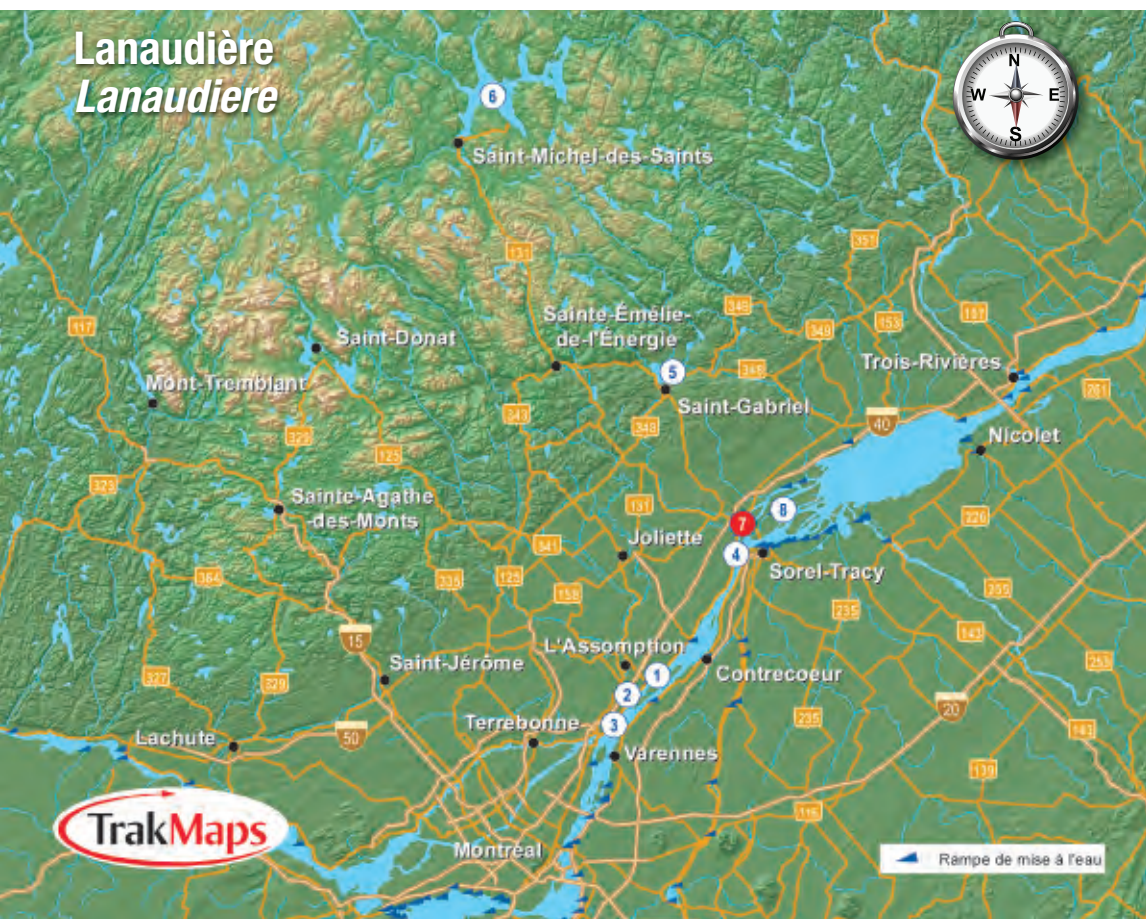 Lanaudière
Lanaudiere
N
W E
S
6
Saint-Michel-des-Saints
131
351
117
Saint-Donat
Sainte-Émélie-
de-l'Énergie
349
349
153
157
Mont-Tremblant
5
348
Trois-Rivières
261
Saint-Gabriel
343
348
40
Nicolet
329
125
323
Sainte-Agathe
-des-Monts
131
7
8
226
Joliette
4
341
Sorel-Tracy
364
335
125
158
235
255
15
L'Assomption
143
Saint-Jérôme
1
Contrecoeur
253
327
329
2
235
20
Terrebonne
3
143
Lachute
50
Varennes
139
TrakMaps
116
Montréal
Rampe de mise à l'eau